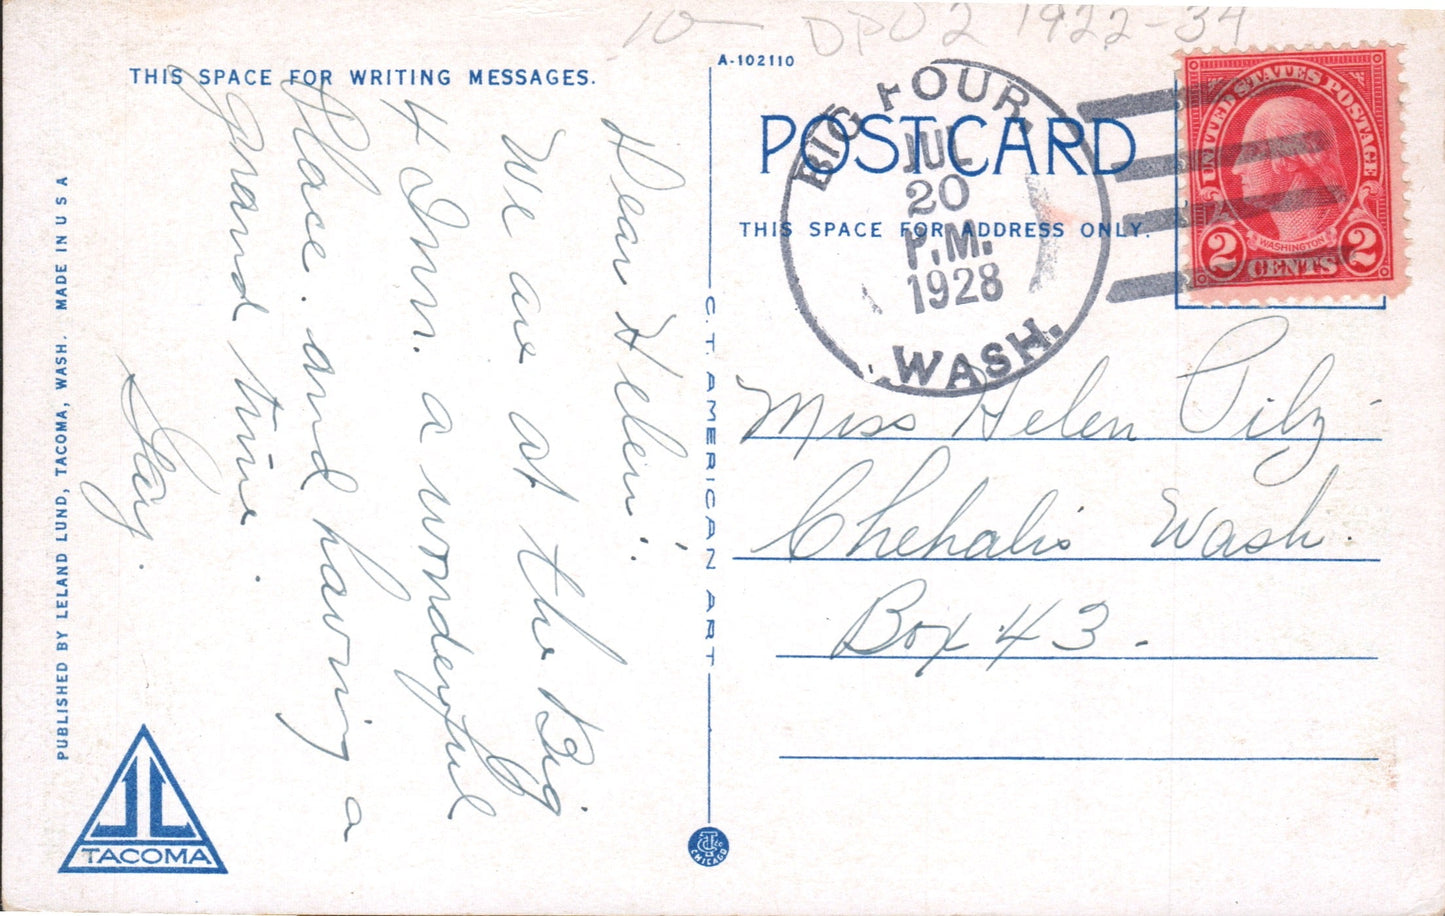 10— DPO2 1922-34
THIS SPACE FOR WRITING MESSAGES.
A-102110
POSTCARD
THIS SPACE FOR ADDRESS ONLY.
BIG FOUR,
JUL
20
P.M.
1928
WASH.
UNITED STATES POSTAGE
WASHINGTON
2 CENTS 2
Dear Helen:
We are at the Big
4 Inn. a wonderful
Place. and having a
grand time.
Miss Helen Pilz
Chehalis Wash.
Box 43 -
C.T. AMERICAN ART
PUBLISHED BY LELAND LUND, TACOMA, WASH. MADE IN USA
TACOMA
CHICAGO